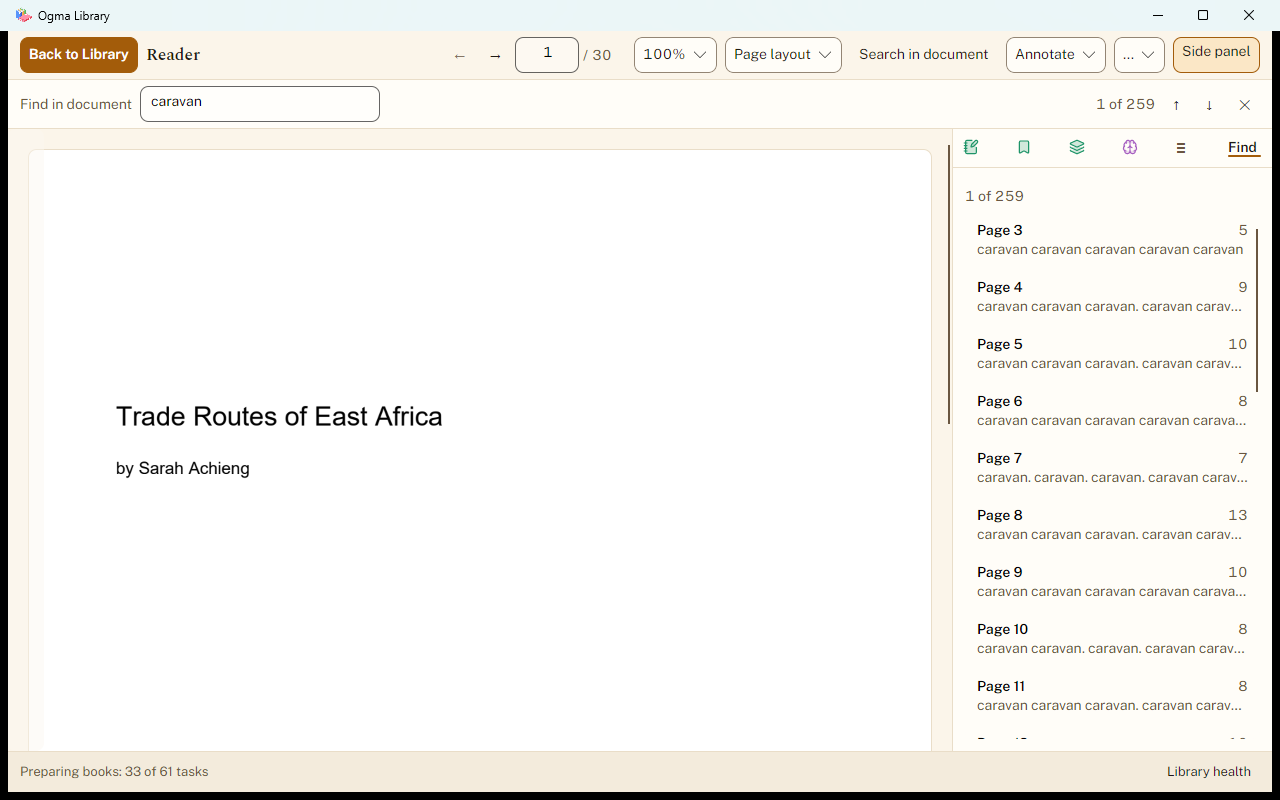 Ogma Library
Back to Library Reader ← → 1 / 30 100% Page layout Search in document Annotate ... Side panel
Find in document caravan 1 of 259 ↑ ↓
Find
1 of 259
Page 3 5
caravan caravan caravan caravan caravan
Page 4 9
caravan caravan caravan. caravan carav...
Page 5 10
caravan caravan caravan. caravan carav...
Page 6 8
caravan caravan caravan caravan carava...
Page 7 7
caravan. caravan. caravan. caravan carav...
Page 8 13
caravan caravan caravan. caravan carav...
Page 9 10
caravan caravan caravan caravan carava...
Page 10 8
caravan caravan. caravan. caravan carav...
Page 11 8
caravan caravan caravan. caravan carav...
Trade Routes of East Africa
by Sarah Achieng
Preparing books: 33 of 61 tasks Library health